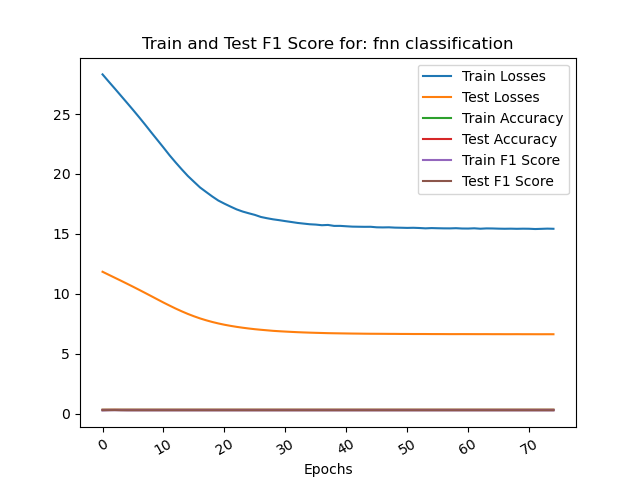 Train and Test F1 Score for: fnn classification
Train Losses
Test Losses
Train Accuracy
Test Accuracy
Train F1 Score
Test F1 Score
25
20
15
10
5
0
0 10 20 30 40 50 60 70
Epochs